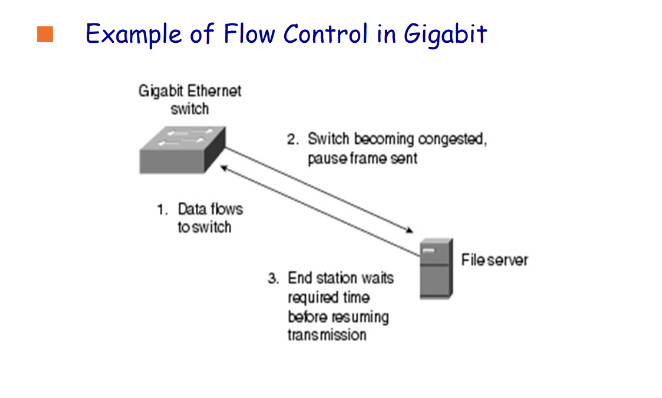 Example of Flow Control in Gigabit
Gigabit Ethernet
switch
2. Switch becoming congested,
pause frame sent
1. Data flows
to switch
File server
3. End station waits
required time
before resuming
transmission